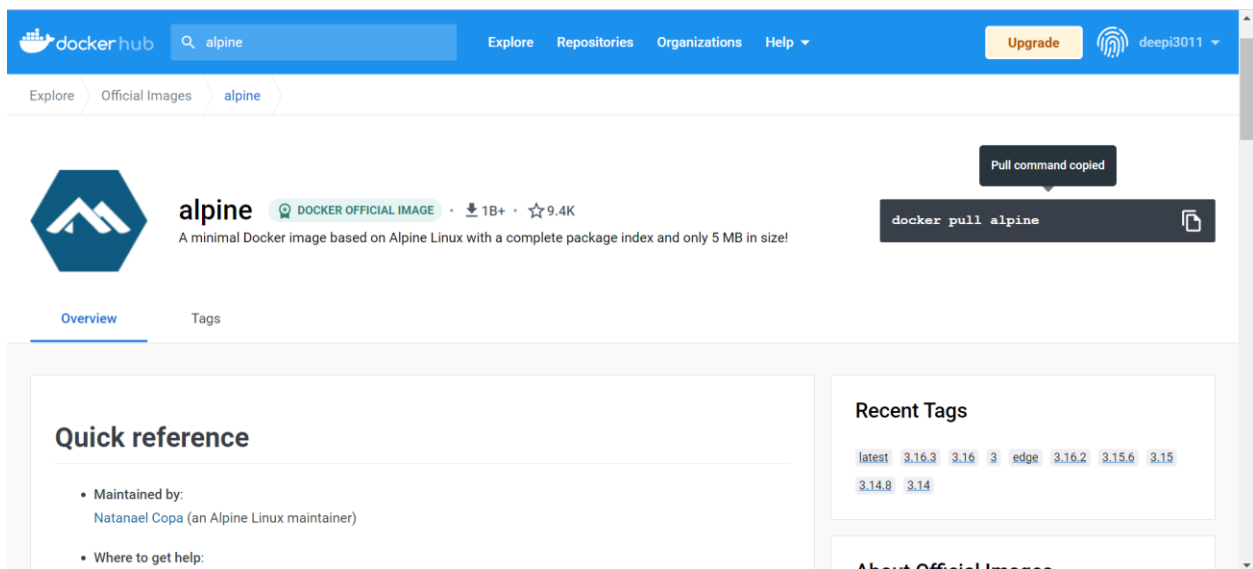 dockerhub alpine Explore Repositories Organizations Help Upgrade deepi3011
Explore Official Images alpine
Pull command copied
alpine DOCKER OFFICIAL IMAGE · 1B+ · 9.4K
docker pull alpine
A minimal Docker image based on Alpine Linux with a complete package index and only 5 MB in size!
Overview Tags
Quick reference
• Maintained by:
Natanael Copa (an Alpine Linux maintainer)
• Where to get help:
Recent Tags
latest 3.16.3 3.16 3 edge 3.16.2 3.15.6 3.15
3.14.8 3.14
About Official Images